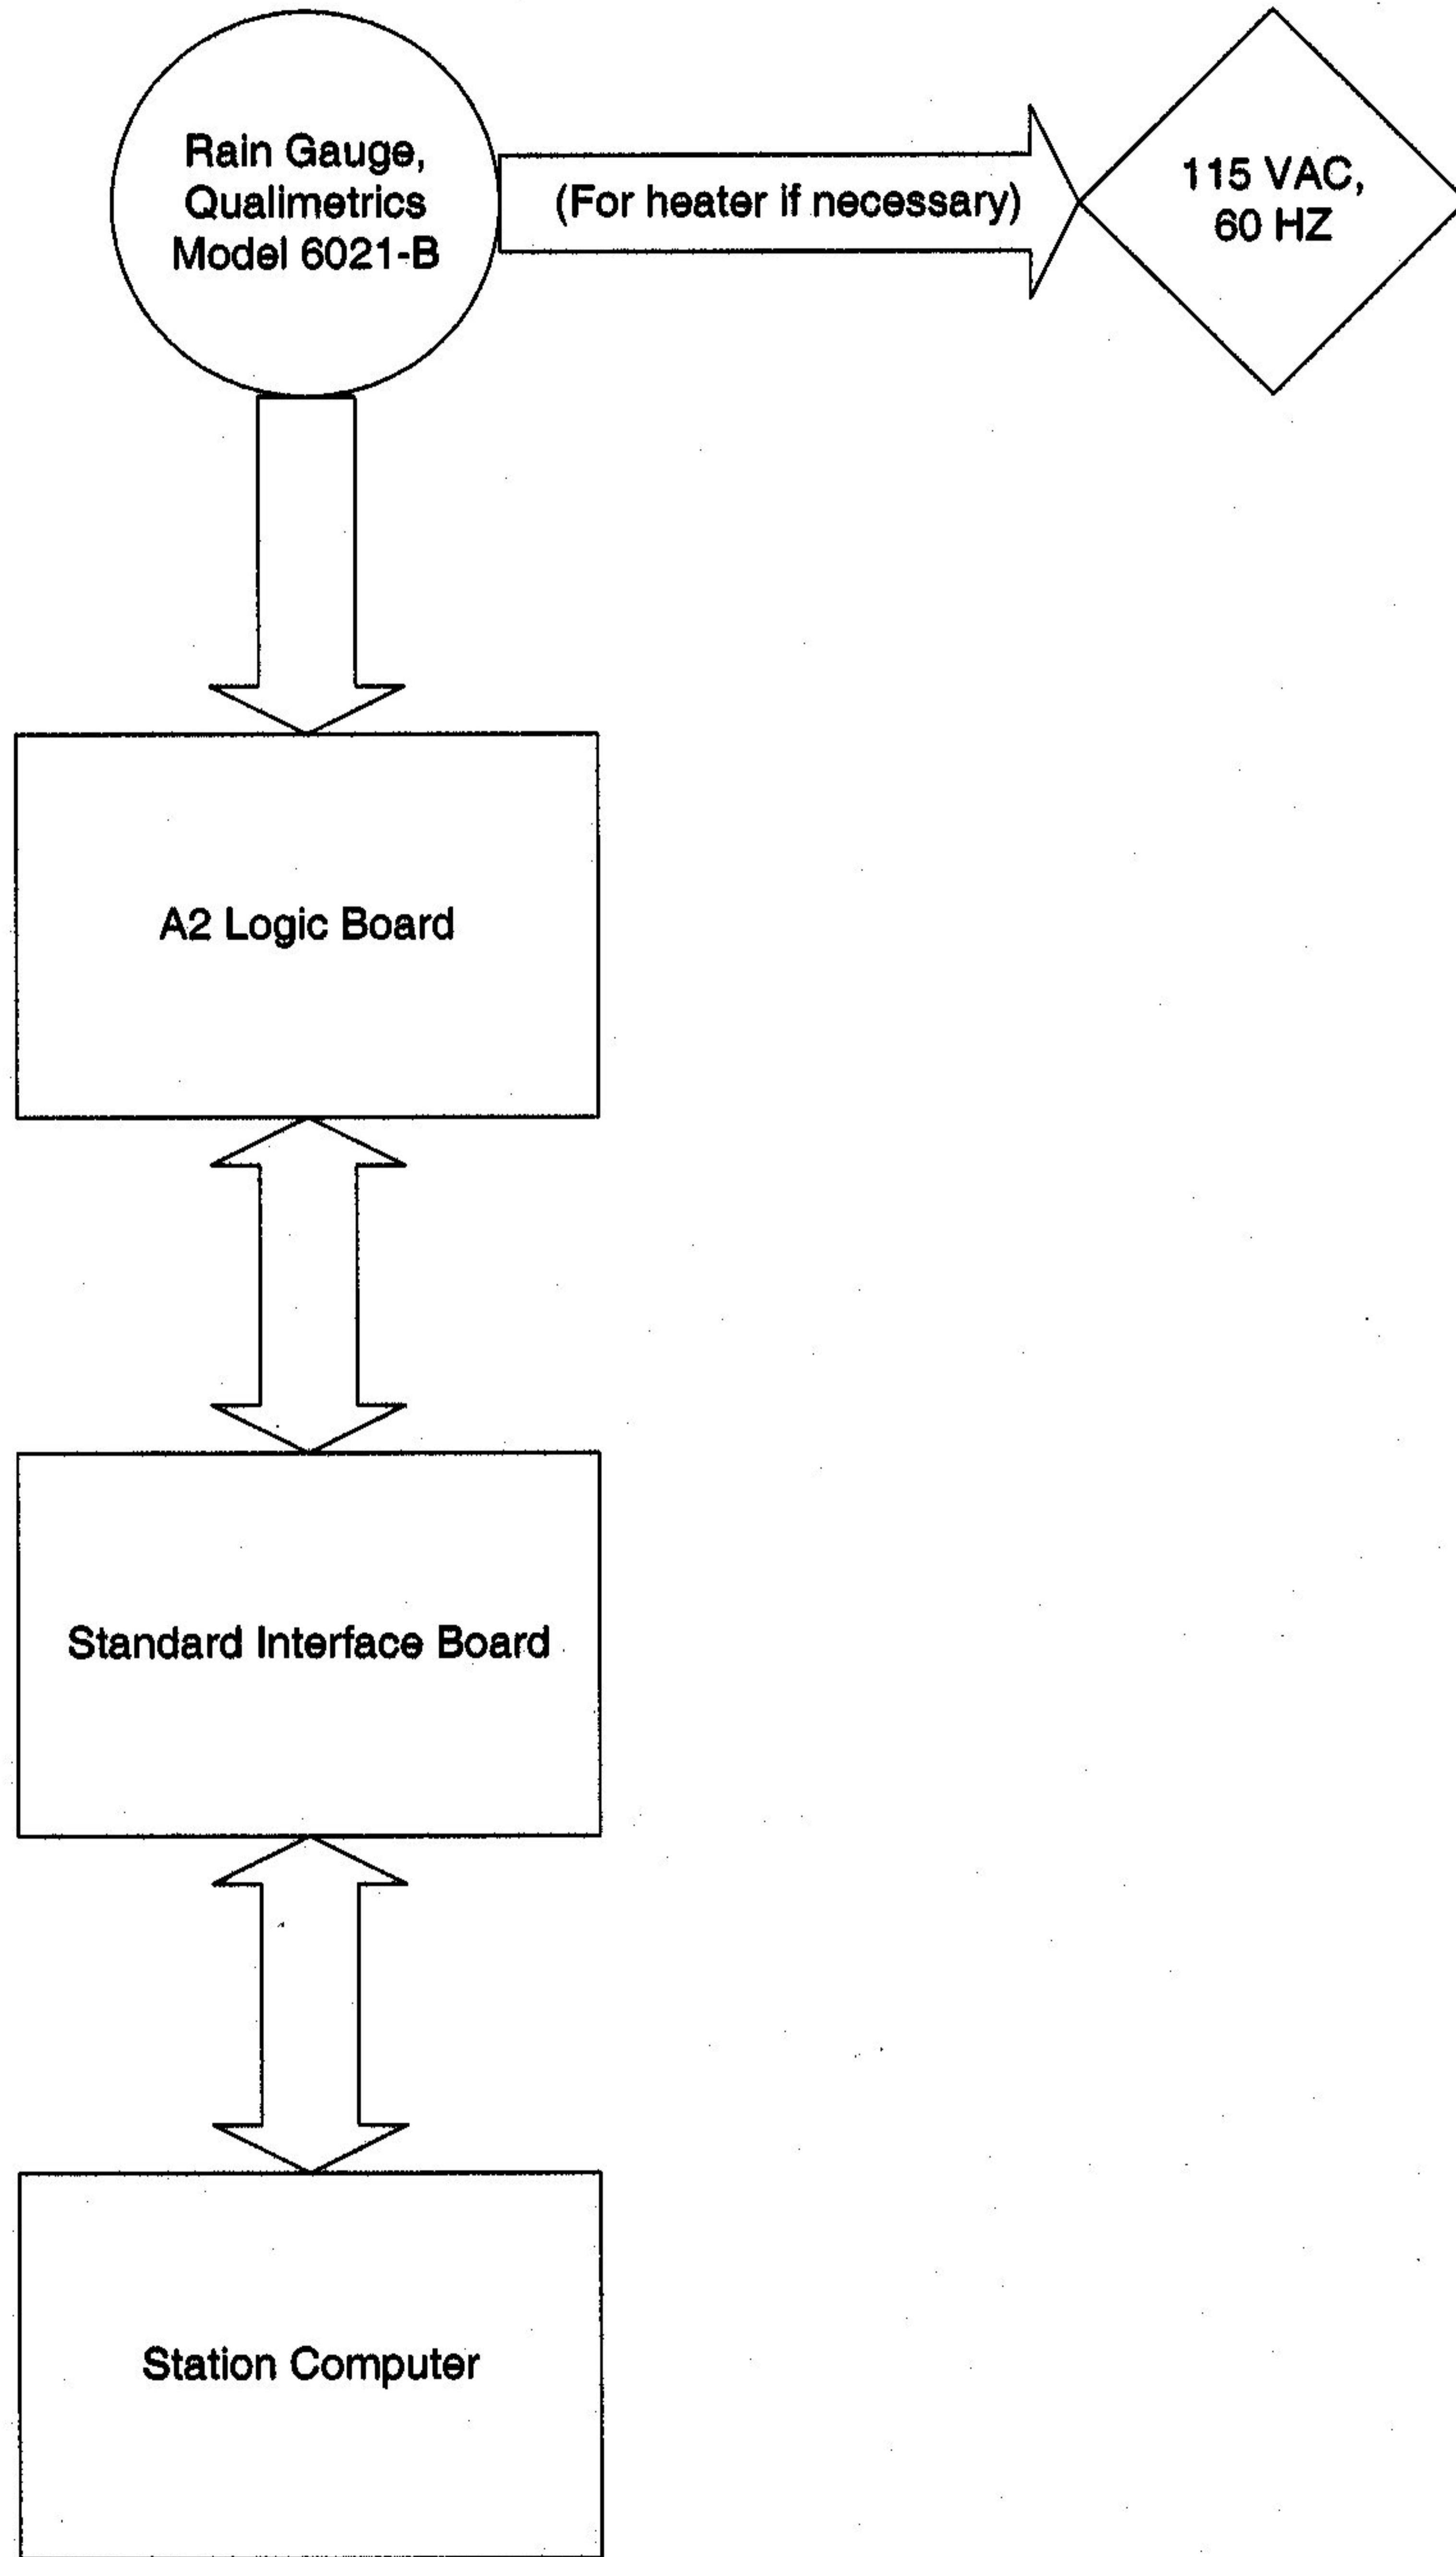 Rain Gauge,
Qualimetrics
Model 6021-B
(For heater if necessary)
115 VAC,
60 HZ
A2 Logic Board
Standard Interface Board
Station Computer